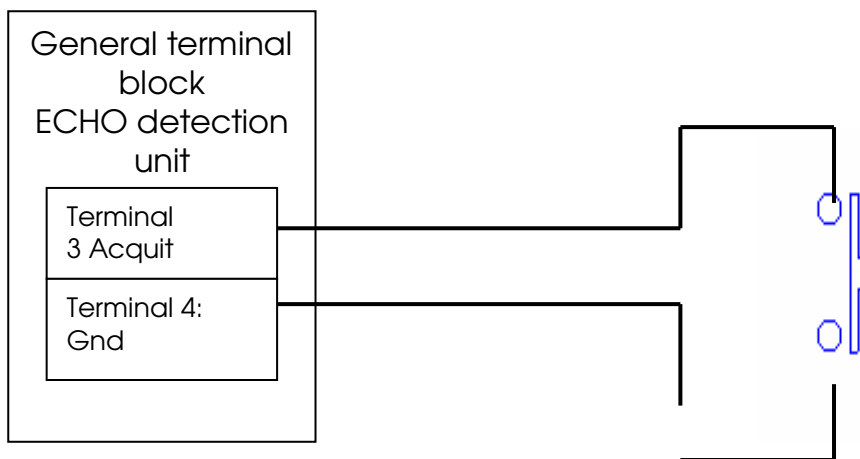 General terminal
block
ECHO detection
unit
Terminal
3 Acquit
Terminal 4:
Gnd